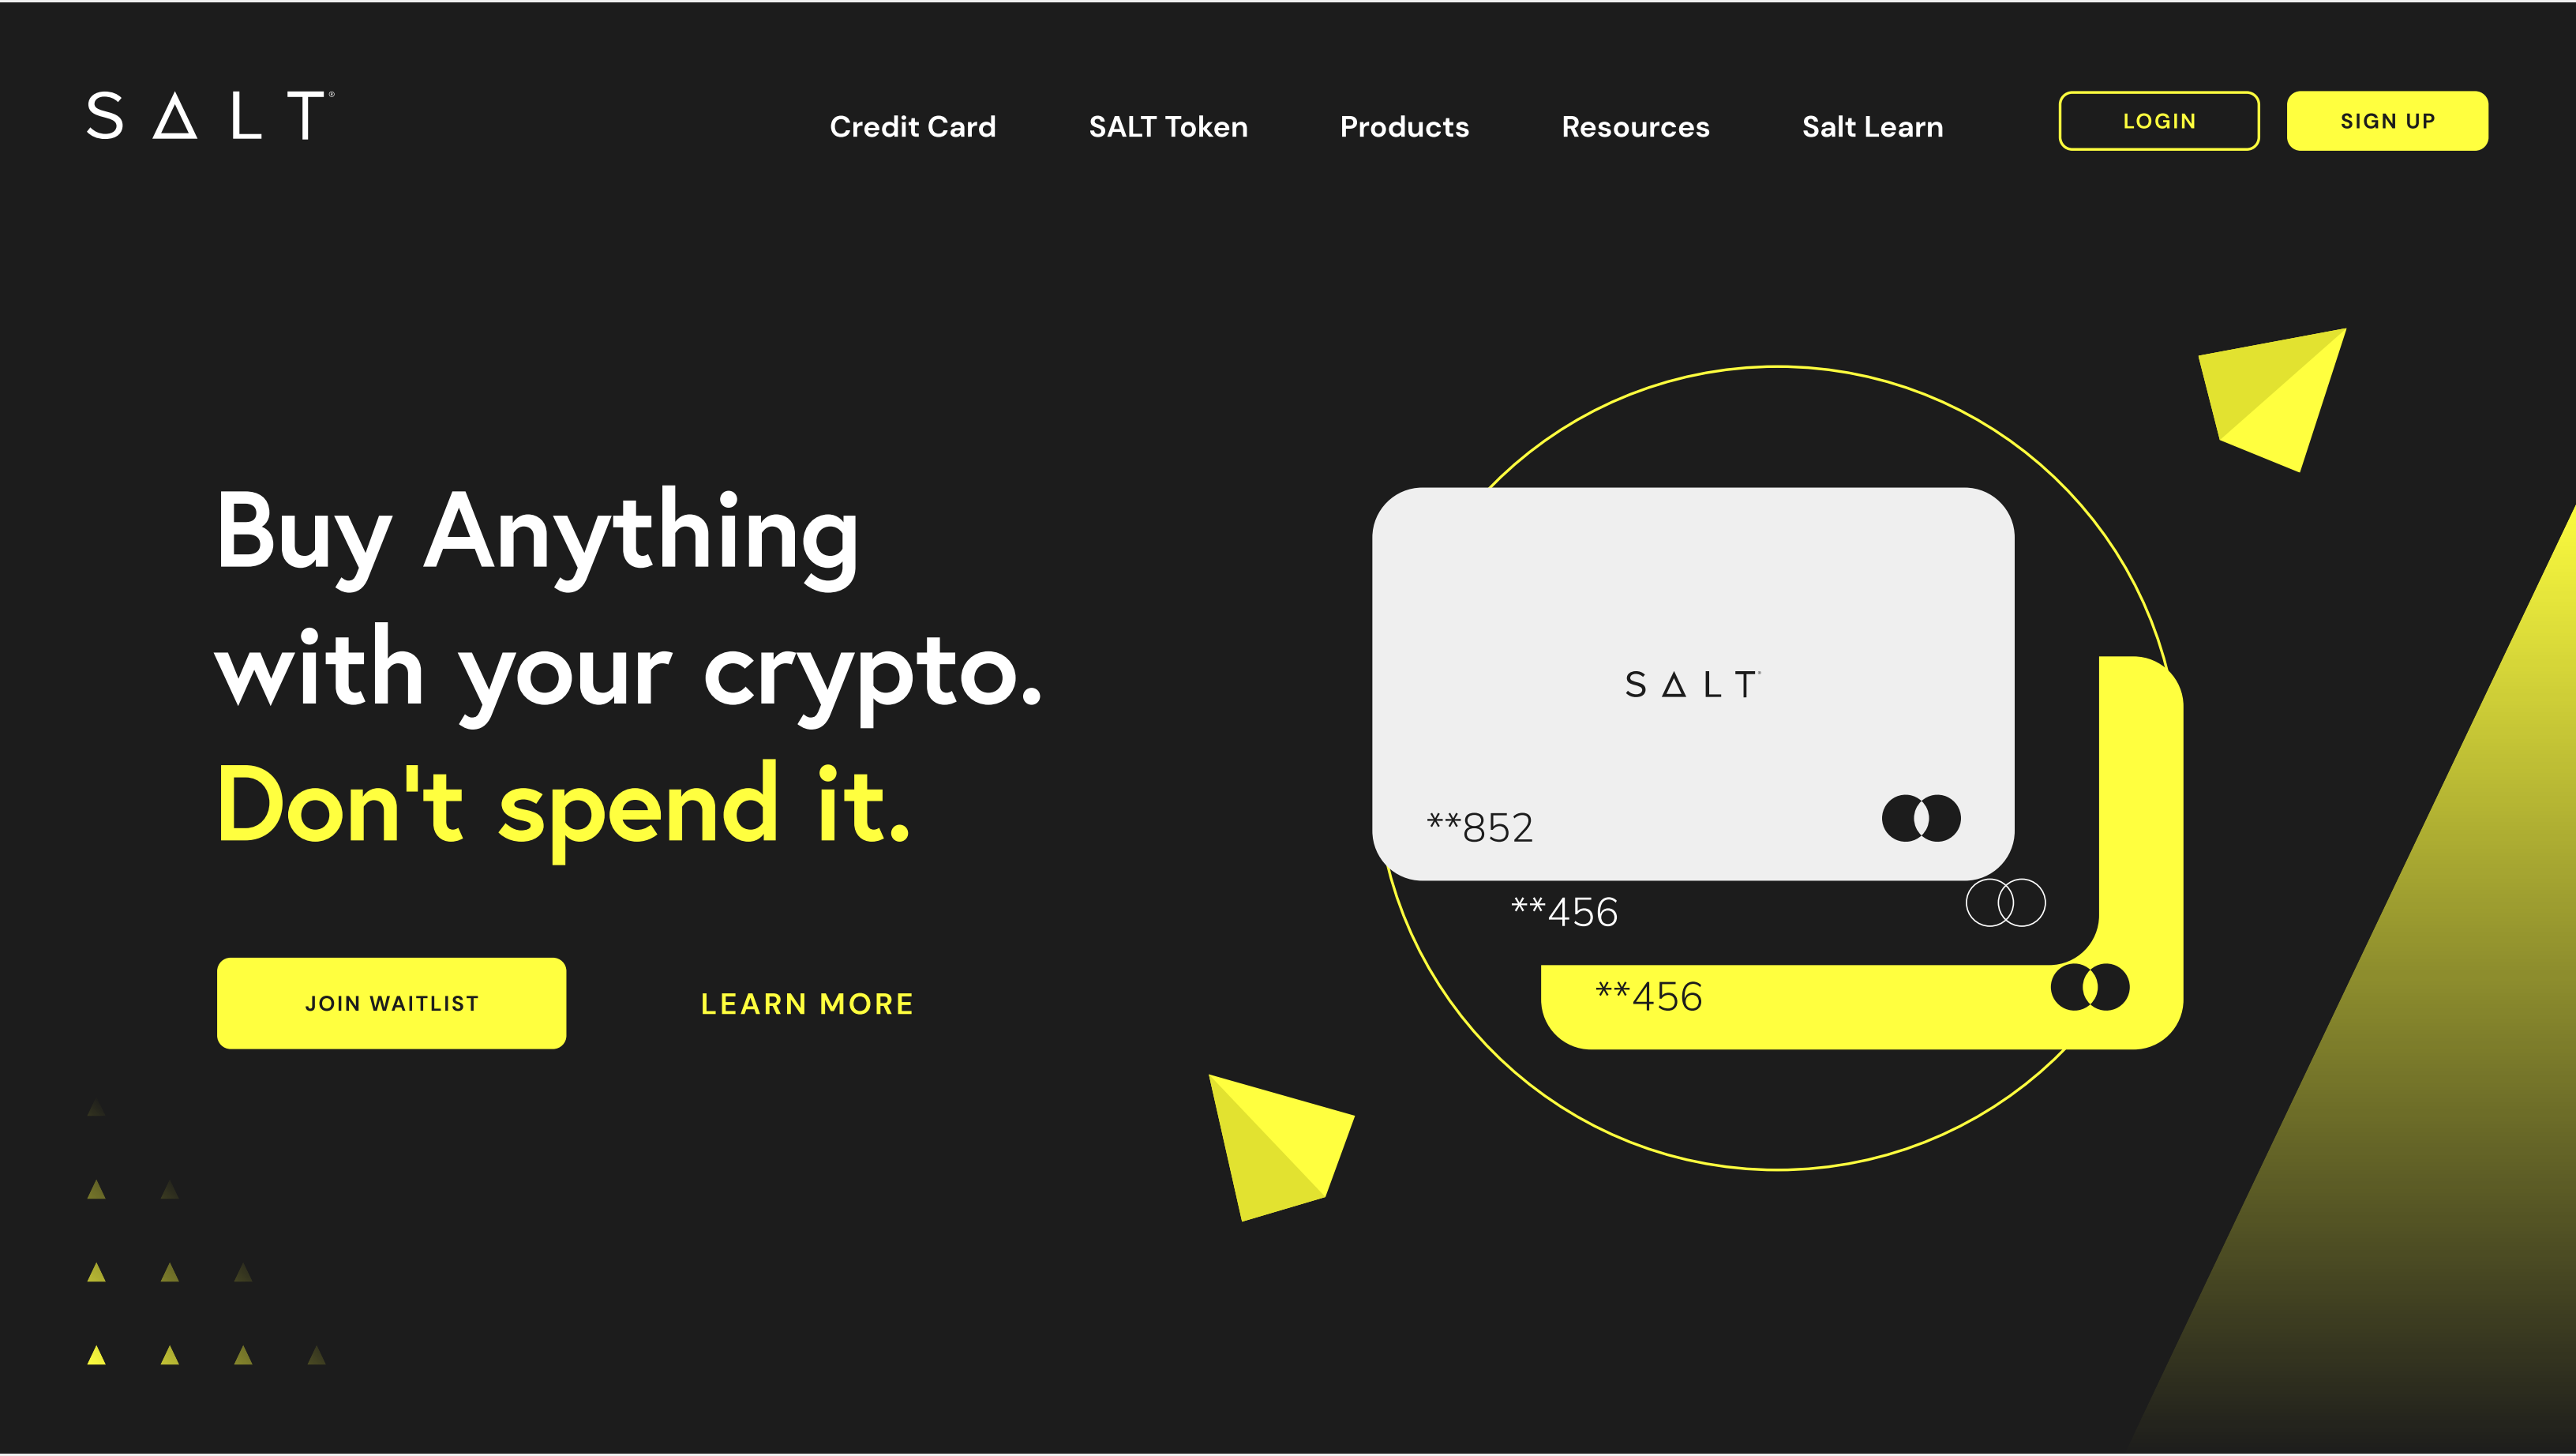 SALT®
Credit Card SALT Token Products Resources Salt Learn LOGIN SIGN UP
Buy Anything
with your crypto.
Don't spend it.
JOIN WAITLIST LEARN MORE
SALT
**852
**456
**456